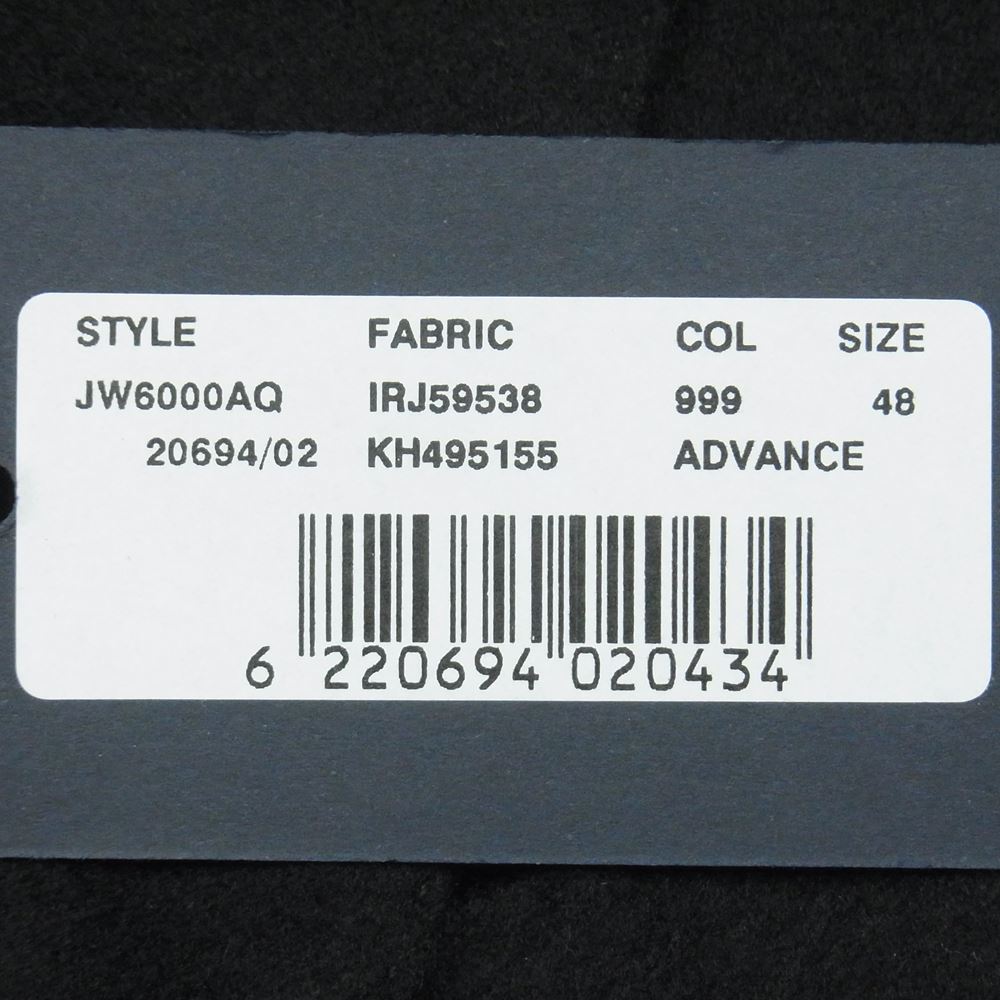 STYLE FABRIC COL SIZE
JW6000AQ IRJ59538 999 48
20694/02 KH495155 ADVANCE
6 220694 020434